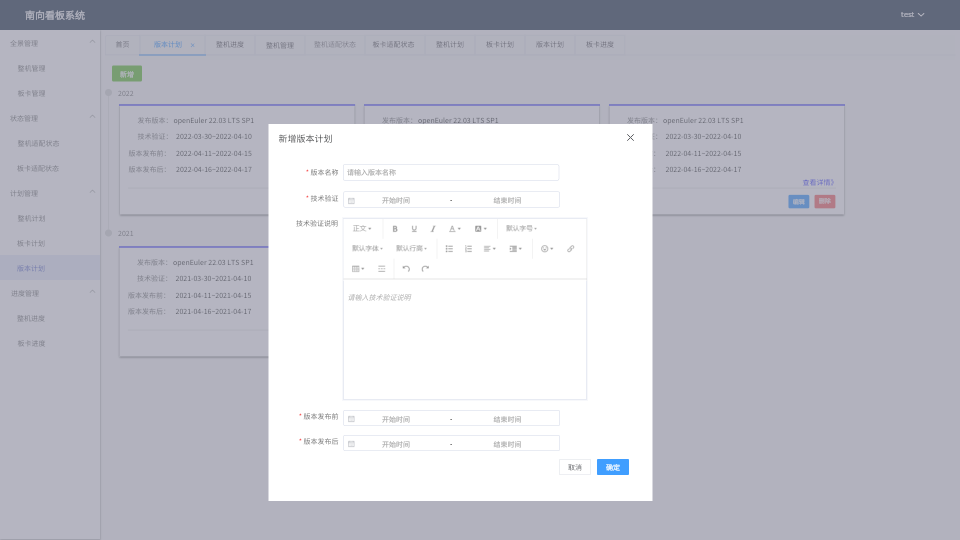 南向看板系统
test
全景管理
整机管理
板卡管理
状态管理
整机适配状态
板卡适配状态
计划管理
整机计划
板卡计划
版本计划
进度管理
整机进度
板卡进度
首页 版本计划 × 整机进度 整机管理 整机适配状态 板卡适配状态 整机计划 板卡计划 版本计划 板卡进度
新增
2022
发布版本: openEuler 22.03 LTS SP1
技术验证: 2022-03-30~2022-04-10
版本发布前: 2022-04-11~2022-04-15
版本发布后: 2022-04-16~2022-04-17
发布版本: openEuler 22.03 LTS SP1
发布版本: openEuler 22.03 LTS SP1
2022-03-30~2022-04-10
2022-04-11~2022-04-15
2022-04-16~2022-04-17
查看详情》
编辑 删除
2021
发布版本: openEuler 22.03 LTS SP1
技术验证: 2021-03-30~2021-04-10
版本发布前: 2021-04-11~2021-04-15
版本发布后: 2021-04-16~2021-04-17
新增版本计划
* 版本名称 请输入版本名称
* 技术验证 开始时间 - 结束时间
技术验证说明
正文 B U I A A 默认字号
默认字体 默认行高
请输入技术验证说明
* 版本发布前 开始时间 - 结束时间
* 版本发布后 开始时间 - 结束时间
取消 确定